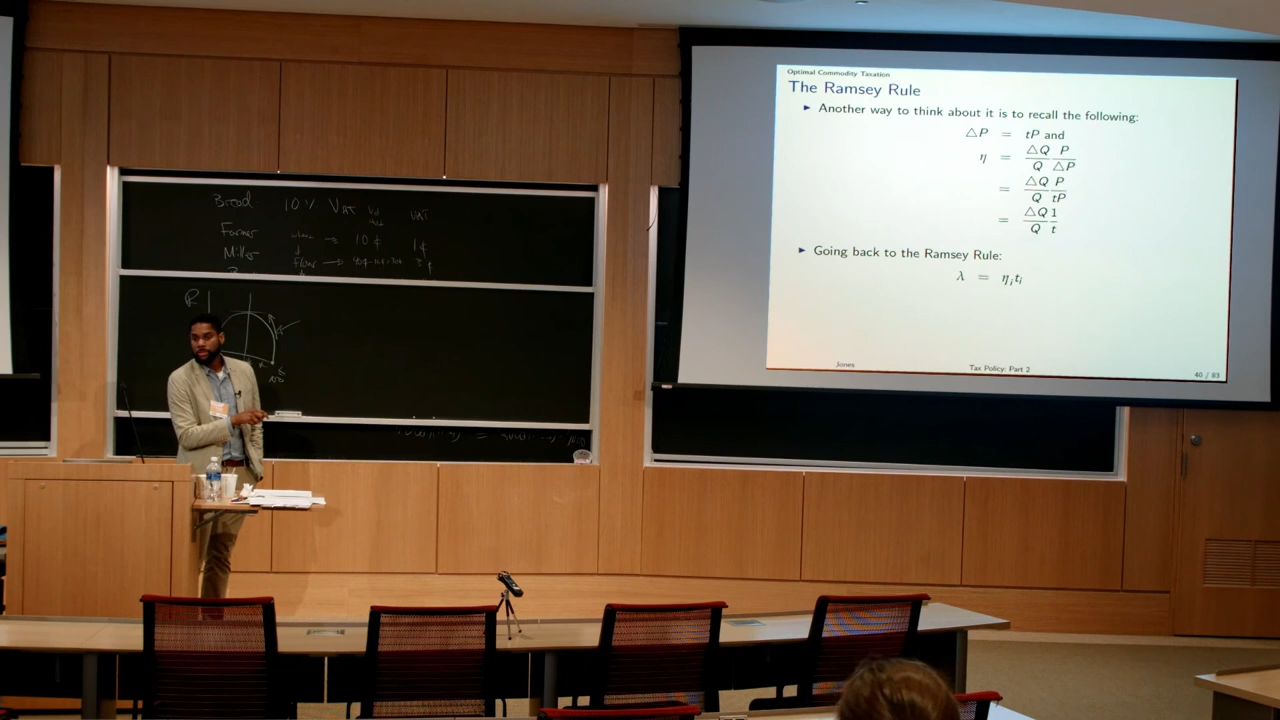 Bread 10% VAT VAT
Farmer 10¢ 1¢
Miller flour → 3¢
R
Optimal Commodity Taxation
The Ramsey Rule
▶ Another way to think about it is to recall the following:
△P = tP and
η = △Q/Q P/△P
= △Q/Q P/tP
= △Q/Q 1/t
▶ Going back to the Ramsey Rule:
λ = ηᵢtᵢ
Jones Tax Policy: Part 2 40 / 83